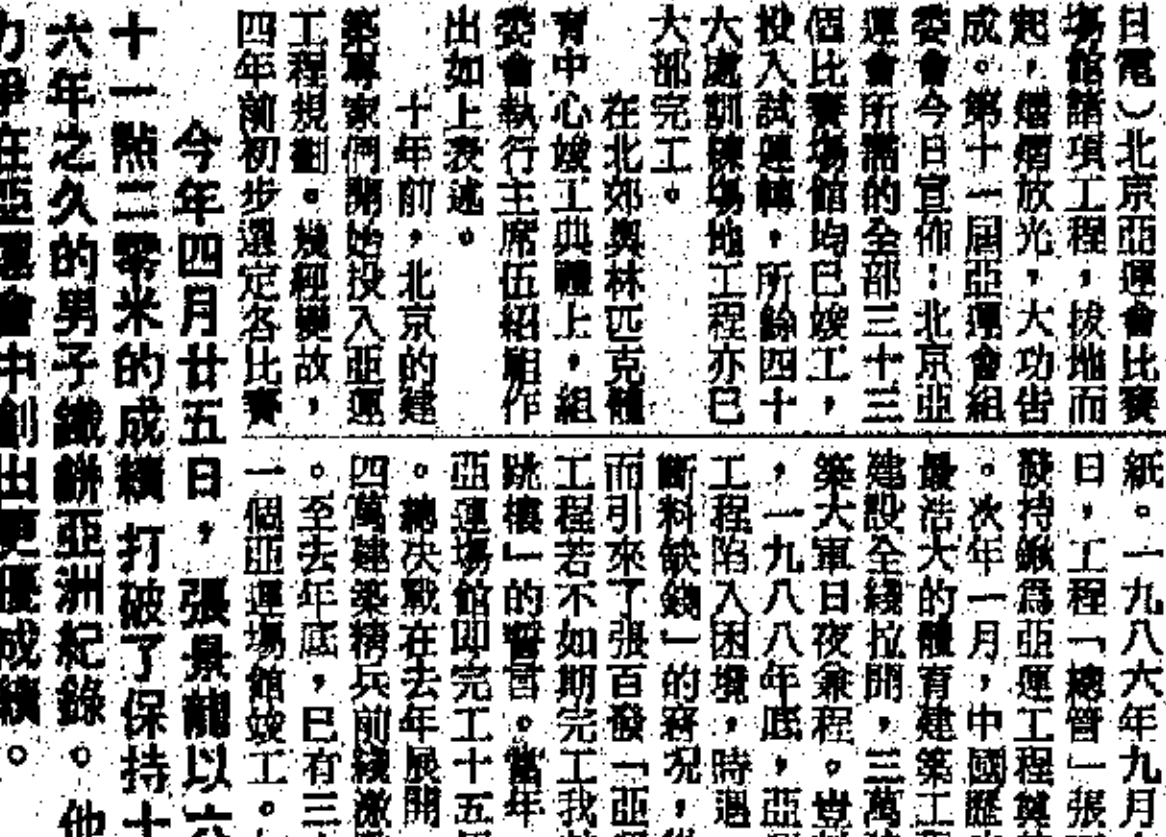 日電）北京亞運會比賽
場館諸項工程，拔地而
起，熠熠放光，大功告
成。第十一屆亞運會組
委會今日宣佈：北京亞
運會所需的全部三十三
個比賽場館均已竣工，
投入試運轉，所餘四十
六處訓練場地工程亦已
大部完工。
在北郊奧林匹克體
育中心竣工典禮上，組
委會執行主席伍紹祖作
出如上表述。
十年前，北京的建
築專家們開始投入亞運
工程規劃。幾經變故，
四年前初步選定各比賽
紙。一九八六年九月
日，工程「總管」張
發持鍬爲亞運工程奠
。次年一月，中國歷
最浩大的體育建築工
建設全綫拉開，三萬
築大軍日夜兼程。豈
，一九八八年底，亞
工程陷入困境，時遇
斷料缺錢」的窘况，
而引來了張百發「亞
工程若不如期完工我
跳樓」的誓言。當年
亞運場館即完工十五
。總决戰在去年展開
四萬建築精兵前綫激
。至去年底，已有三
一個亞運場館竣工。
今年四月廿五日，張景龍以六
十一點二零米的成績打破了保持十
六年之久的男子鐵餅亞洲紀錄。他
力爭在亞運會中創出更優成績。